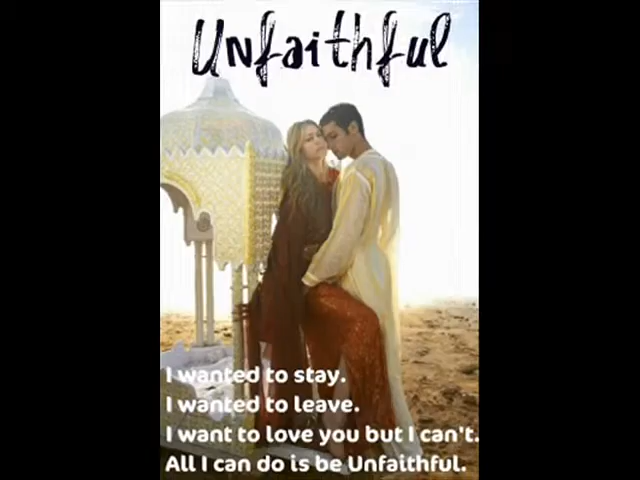 Unfaithful
I wanted to stay.
I wanted to leave.
I want to love you but I can't.
All I can do is be Unfaithful.